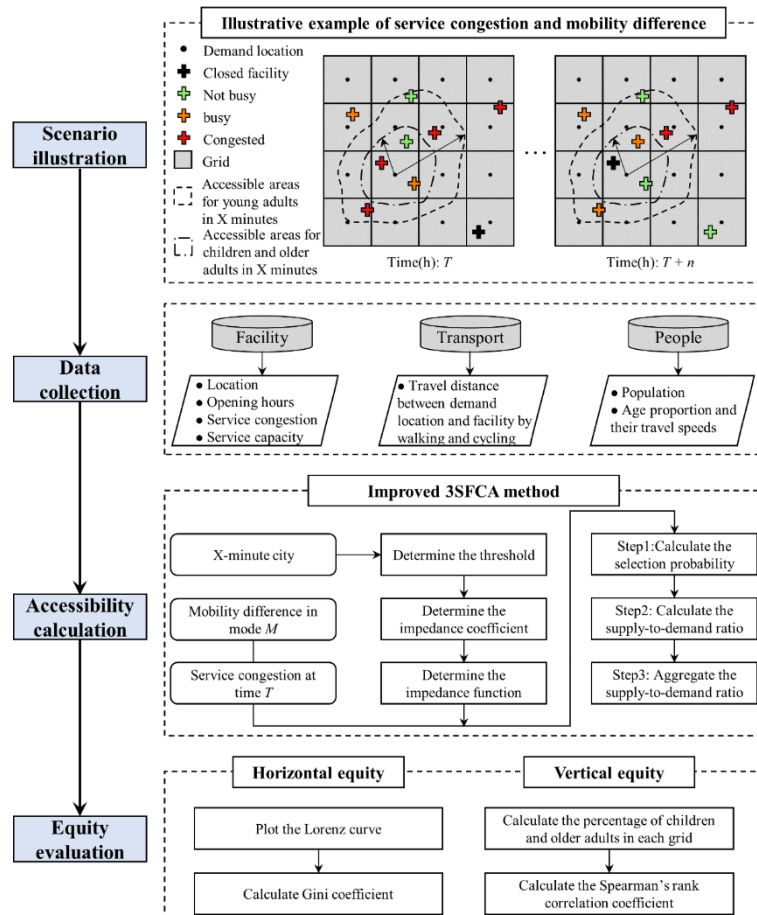 Illustrative example of service congestion and mobility difference
Demand location
Closed facility
Not busy
busy
Congested
Grid
Accessible areas
for young adults
in X minutes
Accessible areas for
children and older
adults in X minutes
...
Time(h): T
Time(h): T + n
Scenario
illustration
Facility
Transport
People
● Location
● Opening hours
● Service congestion
● Service capacity
● Travel distance
between demand
location and facility by
walking and cycling
● Population
● Age proportion and
their travel speeds
Data
collection
Improved 3SFCA method
X-minute city
Mobility difference in
mode M
Service congestion at
time T
Determine the threshold
Determine the
impedance coefficient
Determine the
impedance function
Step1:Calculate the
selection probability
Step2: Calculate the
supply-to-demand ratio
Step3: Aggregate the
supply-to-demand ratio
Accessibility
calculation
Horizontal equity
Plot the Lorenz curve
Calculate Gini coefficient
Vertical equity
Calculate the percentage of children
and older adults in each grid
Calculate the Spearman's rank
correlation coefficient
Equity
evaluation